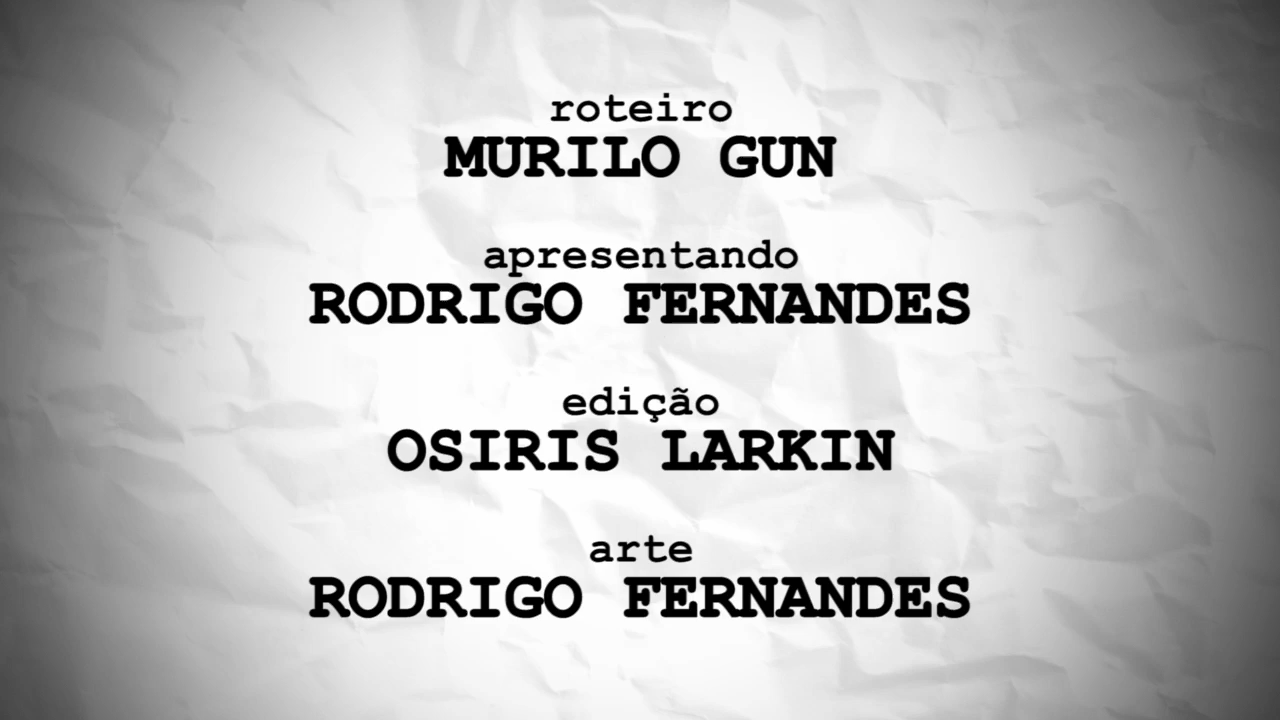 roteiro
MURILO GUN
apresentando
RODRIGO FERNANDES
edição
OSIRIS LARKIN
arte
RODRIGO FERNANDES